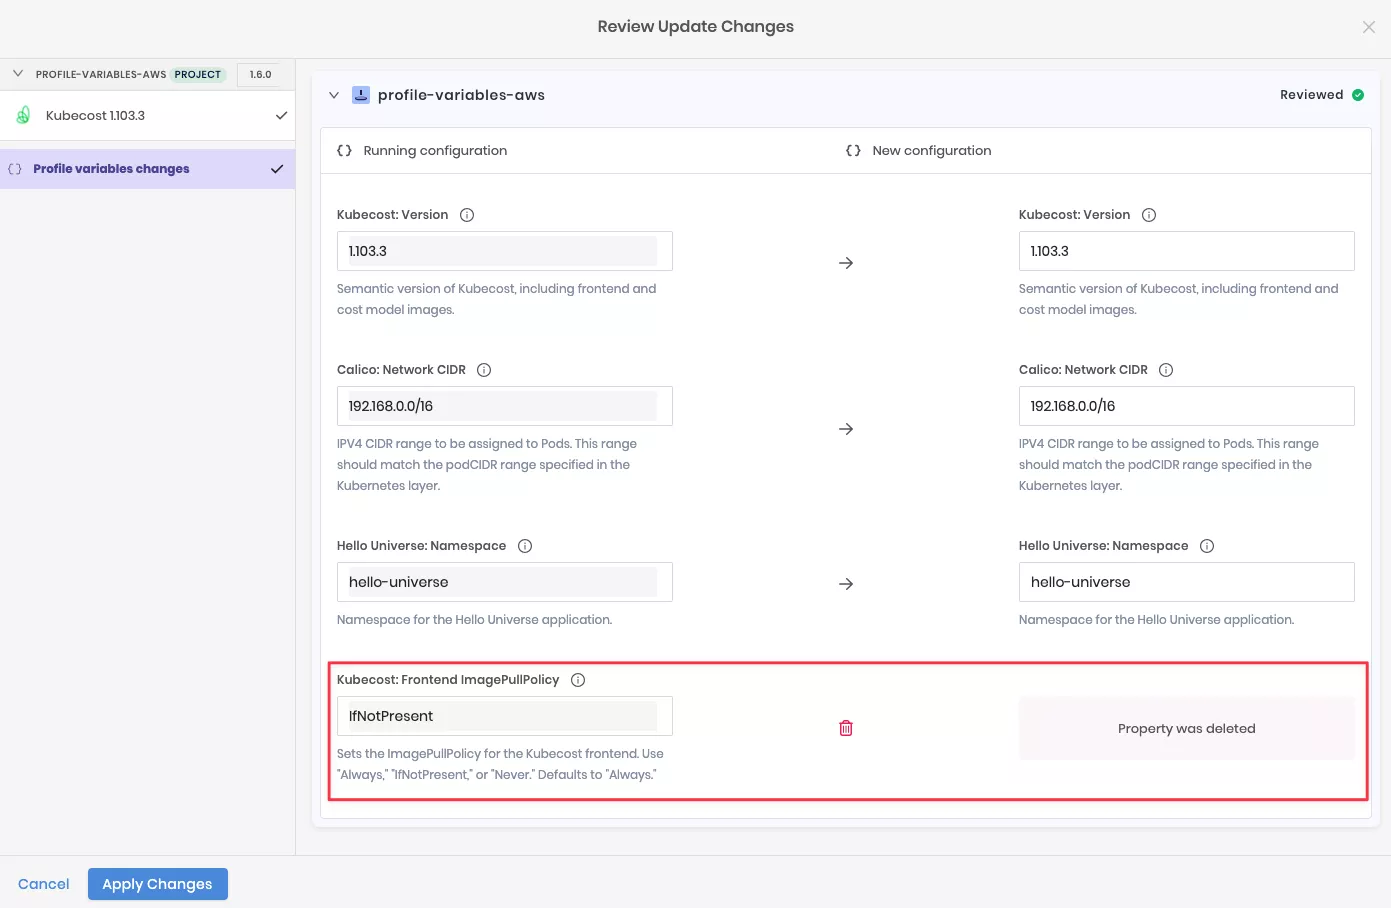 Review Update Changes
PROFILE-VARIABLES-AWS PROJECT 1.6.0
Kubecost 1.103.3
Profile variables changes
profile-variables-aws
Reviewed
Running configuration
New configuration
Kubecost: Version
1.103.3
Semantic version of Kubecost, including frontend and
cost model images.
Kubecost: Version
1.103.3
Semantic version of Kubecost, including frontend and
cost model images.
Calico: Network CIDR
192.168.0.0/16
IPV4 CIDR range to be assigned to Pods. This range
should match the podCIDR range specified in the
Kubernetes layer.
Calico: Network CIDR
192.168.0.0/16
IPV4 CIDR range to be assigned to Pods. This range
should match the podCIDR range specified in the
Kubernetes layer.
Hello Universe: Namespace
hello-universe
Namespace for the Hello Universe application.
Hello Universe: Namespace
hello-universe
Namespace for the Hello Universe application.
Kubecost: Frontend ImagePullPolicy
IfNotPresent
Sets the ImagePullPolicy for the Kubecost frontend. Use
"Always," "IfNotPresent," or "Never." Defaults to "Always."
Property was deleted
Cancel
Apply Changes